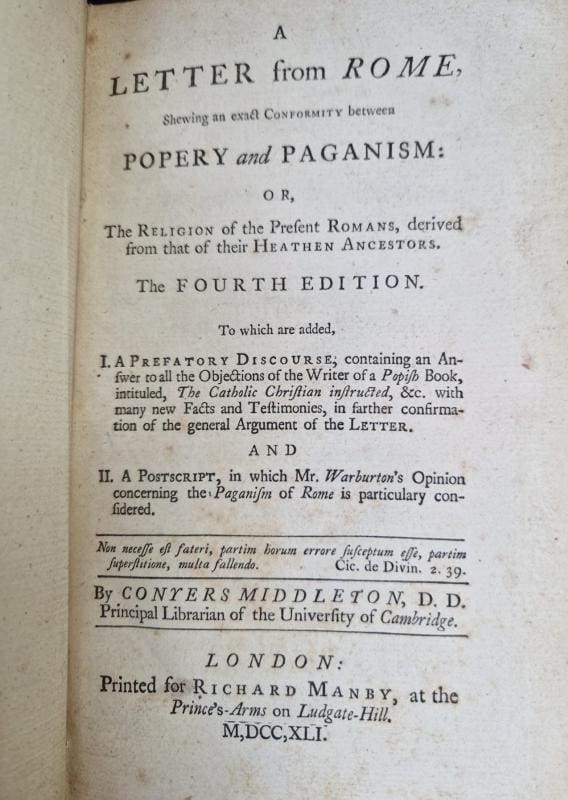 A
LETTER from ROME,
Shewing an exact CONFORMITY between
POPERY and PAGANISM:
OR,
The RELIGION of the Preſent ROMANS, derived
from that of their HEATHEN ANCESTORS.
The FOURTH EDITION.
To which are added,
I. A PREFATORY DISCOURSE; containing an An-
ſwer to all the Objections of the Writer of a Popiſh Book,
intituled, The Catholic Chriſtian inſtructed, &c. with
many new Facts and Teſtimonies, in farther confirma-
tion of the general Argument of the LETTER.
AND
II. A POSTSCRIPT, in which Mr. Warburton's Opinion
concerning the Paganiſm of Rome is particulary con-
ſidered.
Non neceſſe eſt fateri, partim horum errore ſuſceptum eſſe, partim
ſuperſtitione, multa fallendo. Cic. de Divin. 2. 39.
By CONYERS MIDDLETON, D. D.
Principal Librarian of the Univerſity of Cambridge.
LONDON:
Printed for RICHARD MANBY, at the
Prince's-Arms on Ludgate-Hill.
M,DCC,XLI.